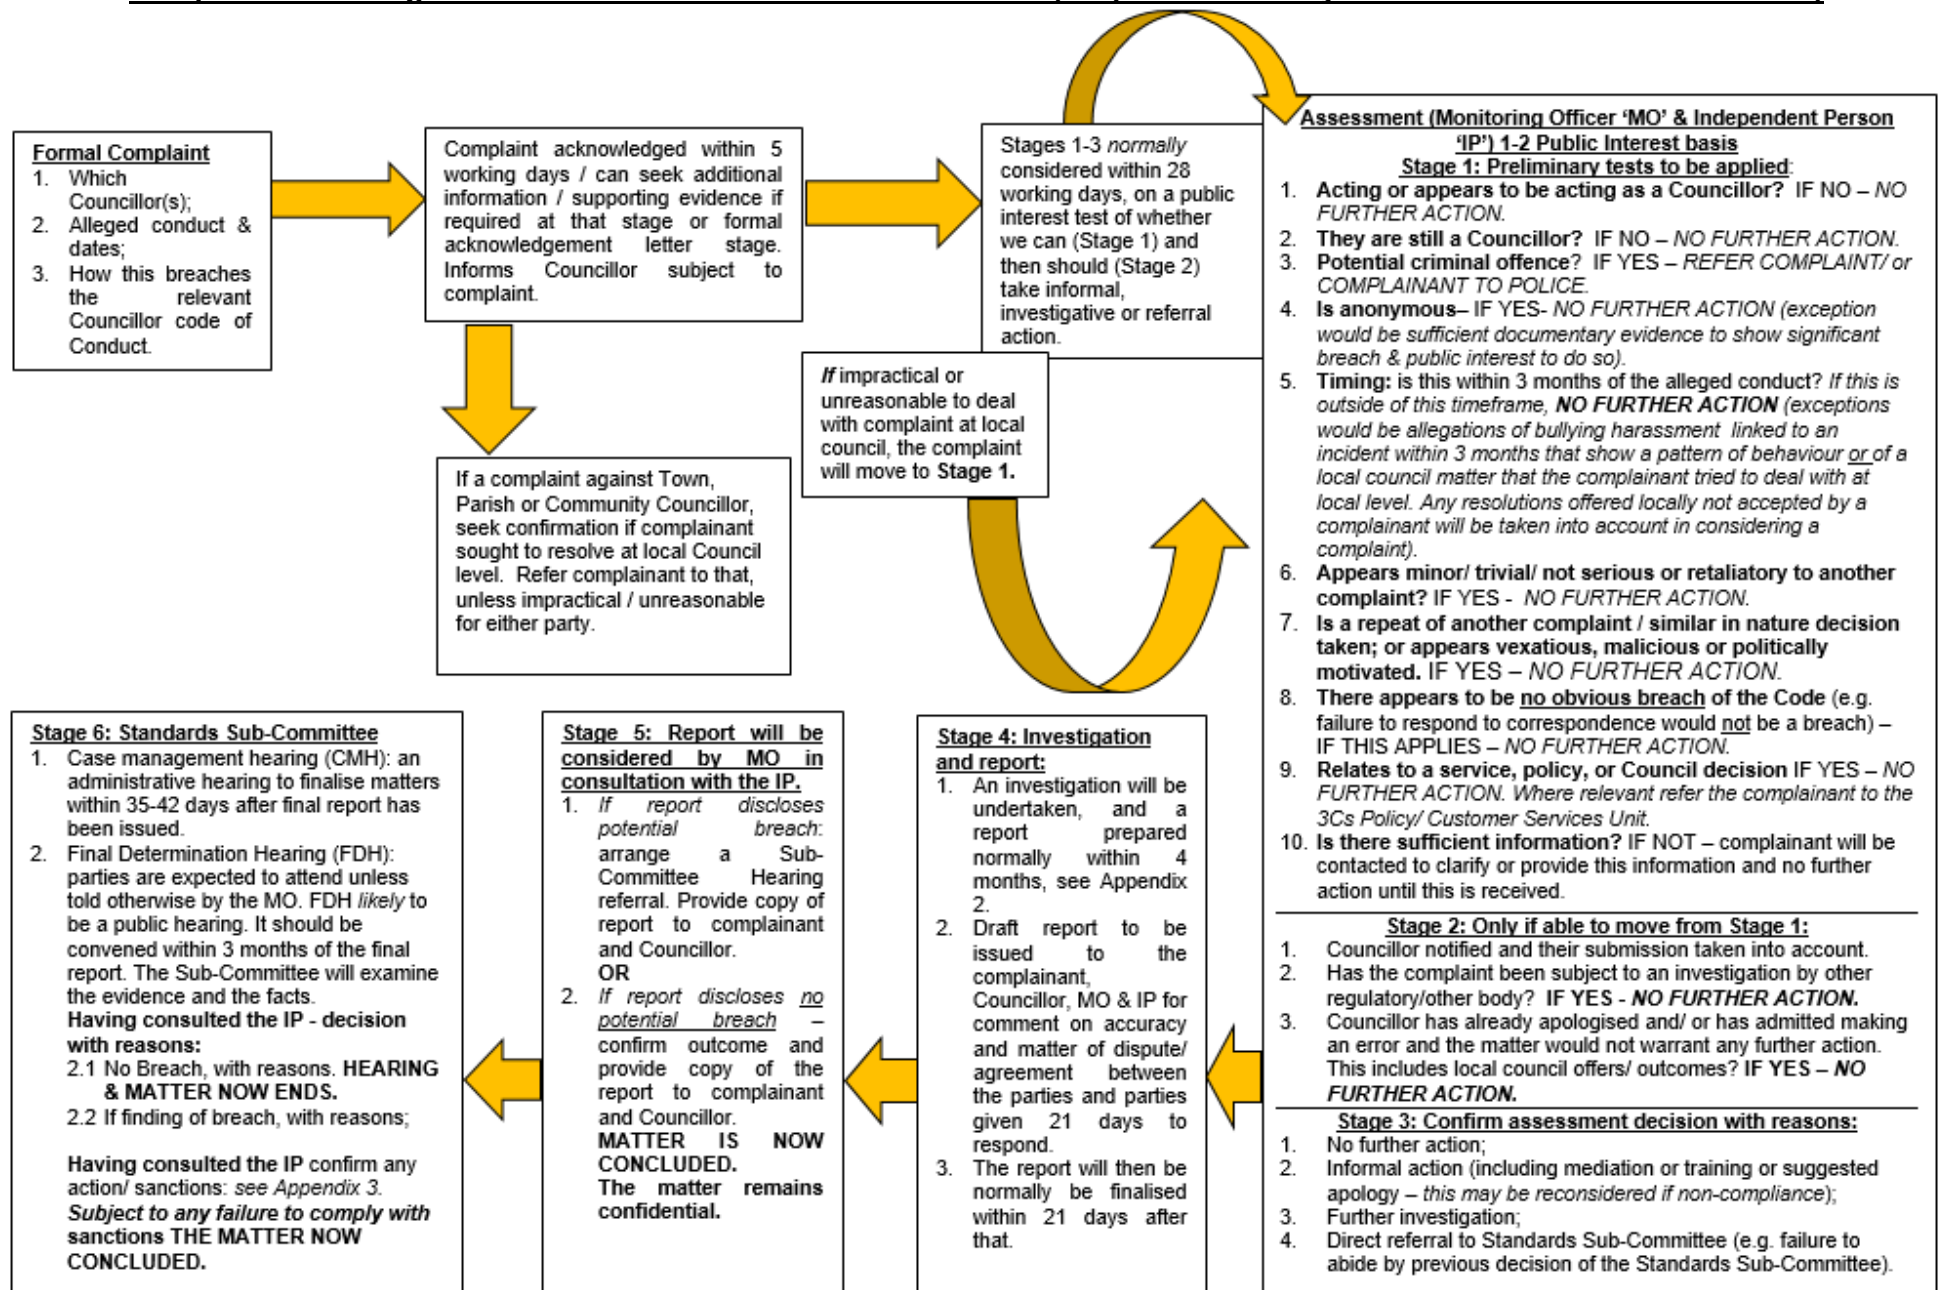 Formal Complaint
1. Which
Councillor(s);
2. Alleged conduct &
dates;
3. How this breaches
the relevant
Councillor code of
Conduct.
Complaint acknowledged within 5
working days / can seek additional
information / supporting evidence if
required at that stage or formal
acknowledgement letter stage.
Informs Councillor subject to
complaint.
If a complaint against Town,
Parish or Community Councillor,
seek confirmation if complainant
sought to resolve at local Council
level. Refer complainant to that,
unless impractical / unreasonable
for either party.
Stages 1-3 normally
considered within 28
working days, on a public
interest test of whether
we can (Stage 1) and
then should (Stage 2)
take informal,
investigative or referral
action.
If impractical or
unreasonable to deal
with complaint at local
council, the complaint
will move to Stage 1.
Assessment (Monitoring Officer ‘MO’ & Independent Person
‘IP’) 1-2 Public Interest basis
Stage 1: Preliminary tests to be applied:
1. Acting or appears to be acting as a Councillor? IF NO – NO
FURTHER ACTION.
2. They are still a Councillor? IF NO – NO FURTHER ACTION.
3. Potential criminal offence? IF YES – REFER COMPLAINT/ or
COMPLAINANT TO POLICE.
4. Is anonymous– IF YES- NO FURTHER ACTION (exception
would be sufficient documentary evidence to show significant
breach & public interest to do so).
5. Timing: is this within 3 months of the alleged conduct? If this is
outside of this timeframe, NO FURTHER ACTION (exceptions
would be allegations of bullying harassment linked to an
incident within 3 months that show a pattern of behaviour or of a
local council matter that the complainant tried to deal with at
local level. Any resolutions offered locally not accepted by a
complainant will be taken into account in considering a
complaint).
6. Appears minor/ trivial/ not serious or retaliatory to another
complaint? IF YES - NO FURTHER ACTION.
7. Is a repeat of another complaint / similar in nature decision
taken; or appears vexatious, malicious or politically
motivated. IF YES – NO FURTHER ACTION.
8. There appears to be no obvious breach of the Code (e.g.
failure to respond to correspondence would not be a breach) –
IF THIS APPLIES – NO FURTHER ACTION.
9. Relates to a service, policy, or Council decision IF YES – NO
FURTHER ACTION. Where relevant refer the complainant to the
3Cs Policy/ Customer Services Unit.
10. Is there sufficient information? IF NOT – complainant will be
contacted to clarify or provide this information and no further
action until this is received.
Stage 2: Only if able to move from Stage 1:
1. Councillor notified and their submission taken into account.
2. Has the complaint been subject to an investigation by other
regulatory/other body? IF YES - NO FURTHER ACTION.
3. Councillor has already apologised and/ or has admitted making
an error and the matter would not warrant any further action.
This includes local council offers/ outcomes? IF YES – NO
FURTHER ACTION.
Stage 3: Confirm assessment decision with reasons:
1. No further action;
2. Informal action (including mediation or training or suggested
apology – this may be reconsidered if non-compliance);
3. Further investigation;
4. Direct referral to Standards Sub-Committee (e.g. failure to
abide by previous decision of the Standards Sub-Committee).
Stage 4: Investigation
and report:
1. An investigation will be
undertaken, and a
report prepared
normally within 4
months, see Appendix
2.
2. Draft report to be
issued to the
complainant,
Councillor, MO & IP for
comment on accuracy
and matter of dispute/
agreement between
the parties and parties
given 21 days to
respond.
3. The report will then be
normally be finalised
within 21 days after
that.
Stage 5: Report will be
considered by MO in
consultation with the IP.
1. If report discloses
potential breach:
arrange a Sub-
Committee Hearing
referral. Provide copy of
report to complainant
and Councillor.
OR
2. If report discloses no
potential breach –
confirm outcome and
provide copy of the
report to complainant
and Councillor.
MATTER IS NOW
CONCLUDED.
The matter remains
confidential.
Stage 6: Standards Sub-Committee
1. Case management hearing (CMH): an
administrative hearing to finalise matters
within 35-42 days after final report has
been issued.
2. Final Determination Hearing (FDH):
parties are expected to attend unless
told otherwise by the MO. FDH likely to
be a public hearing. It should be
convened within 3 months of the final
report. The Sub-Committee will examine
the evidence and the facts.
Having consulted the IP - decision
with reasons:
2.1 No Breach, with reasons. HEARING
& MATTER NOW ENDS.
2.2 If finding of breach, with reasons;
Having consulted the IP confirm any
action/ sanctions: see Appendix 3.
Subject to any failure to comply with
sanctions THE MATTER NOW
CONCLUDED.